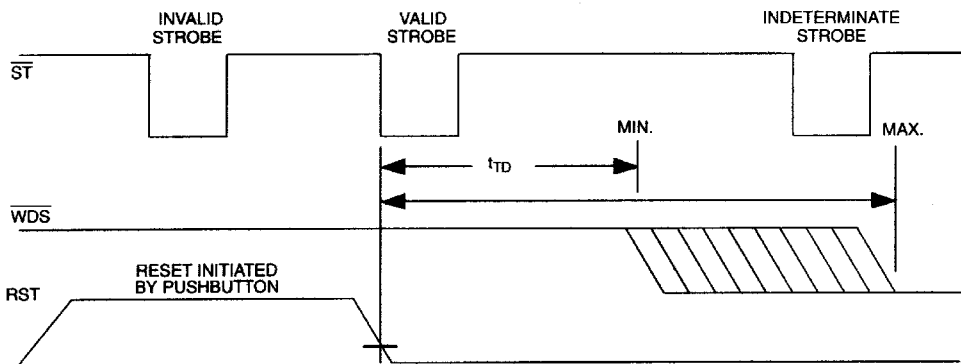 INVALID
STROBE
VALID
STROBE
INDETERMINATE
STROBE
ST
MIN.
MAX.
tTD
WDS
RESET INITIATED
BY PUSHBUTTON
RST